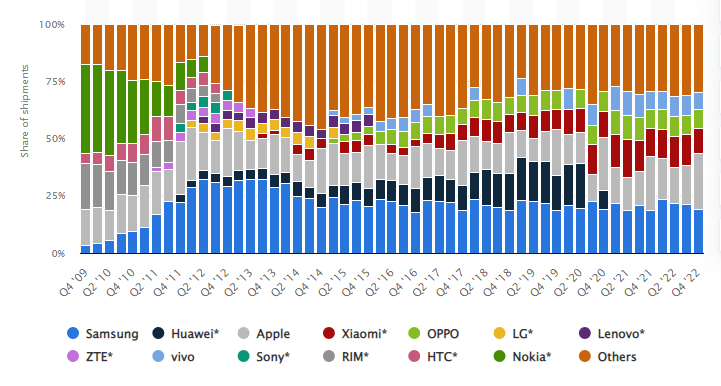 100%
75%
50%
25%
0%
Share of shipments
Q4 '09 Q2 '10 Q4 '10 Q2 '11 Q4 '11 Q2 '12 Q4 '12 Q2 '13 Q4 '13 Q2 '14 Q4 '14 Q2 '15 Q4 '15 Q2 '16 Q4 '16 Q2 '17 Q4 '17 Q2 '18 Q4 '18 Q2 '19 Q4 '19 Q2 '20 Q4 '20 Q2 '21 Q4 '21 Q2 '22 Q4 '22
Samsung Huawei* Apple Xiaomi* OPPO LG* Lenovo*
ZTE* vivo Sony* RIM* HTC* Nokia* Others